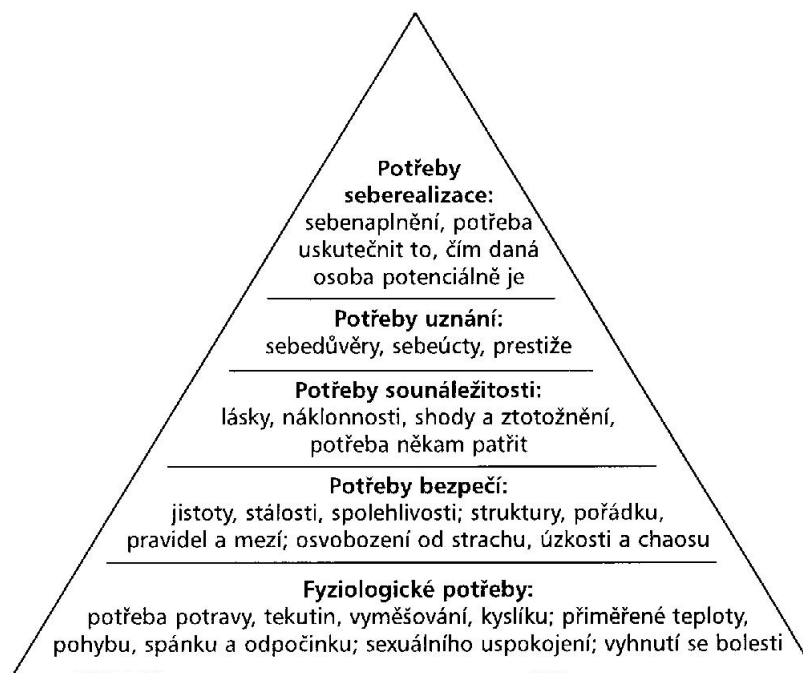 Potřeby
seberealizace:
sebenaplnění, potřeba
uskutečnit to, čím daná
osoba potenciálně je
Potřeby uznání:
sebedůvěry, sebeúcty, prestiže
Potřeby sounáležitosti:
lásky, náklonnosti, shody a ztotožnění,
potřeba někam patřit
Potřeby bezpečí:
jistoty, stálosti, spolehlivosti; struktury, pořádku,
pravidel a mezí; osvobození od strachu, úzkosti a chaosu
Fyziologické potřeby:
potřeba potravy, tekutin, vyměšování, kyslíku; přiměřené teploty,
pohybu, spánku a odpočinku; sexuálního uspokojení; vyhnutí se bolesti